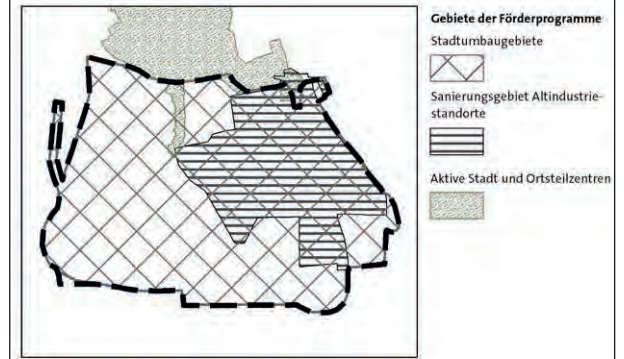 Gebiete der Förderprogramme
Stadtumbaugebiete
Sanierungsgebiet Altindustrie-
standorte
Aktive Stadt und Ortsteilzentren